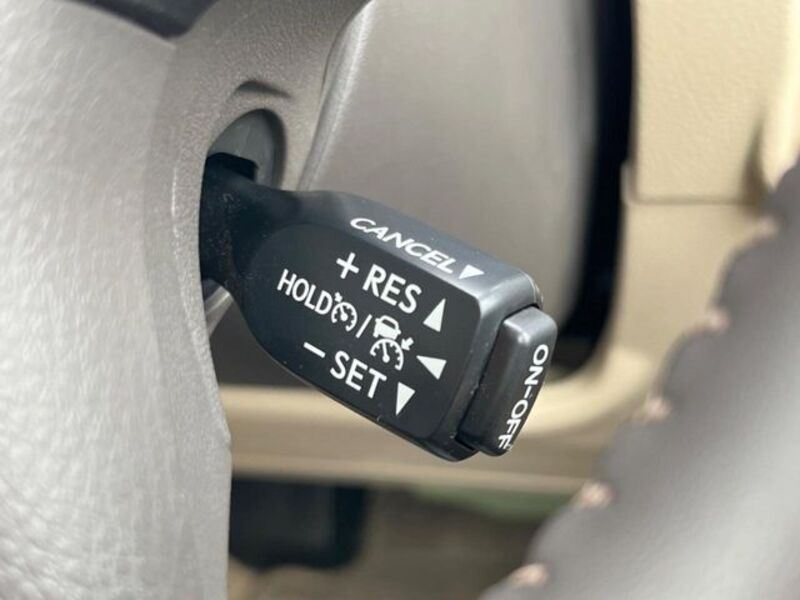 CANCEL▼
+ RES ▲
HOLD /
– SET ▼
ON-OFF